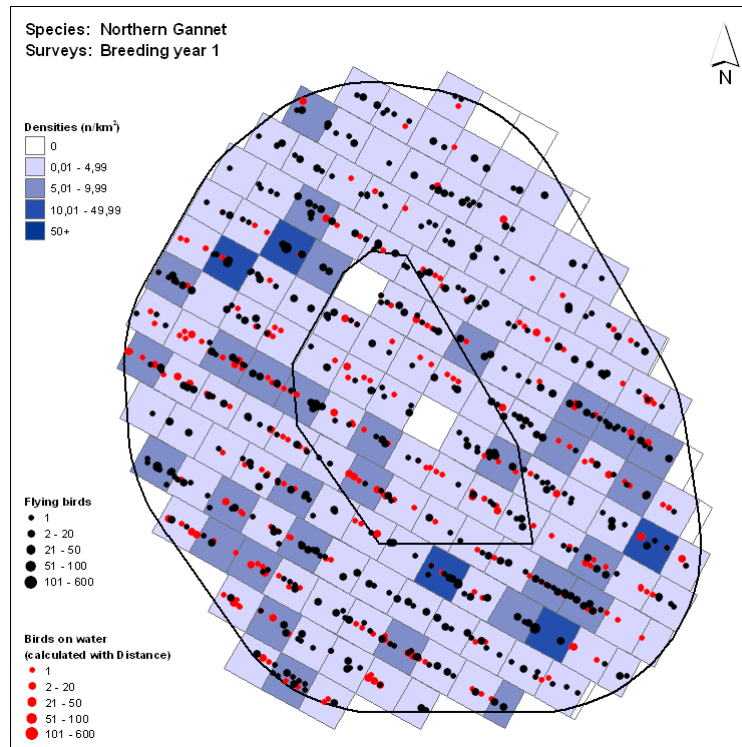 Species: Northern Gannet
Surveys: Breeding year 1
N
Densities (n/km²)
0
0,01 - 4,99
5,01 - 9,99
10,01 - 49,99
50+
Flying birds
1
2 - 20
21 - 50
51 - 100
101 - 600
Birds on water
(calculated with Distance)
1
2 - 20
21 - 50
51 - 100
101 - 600